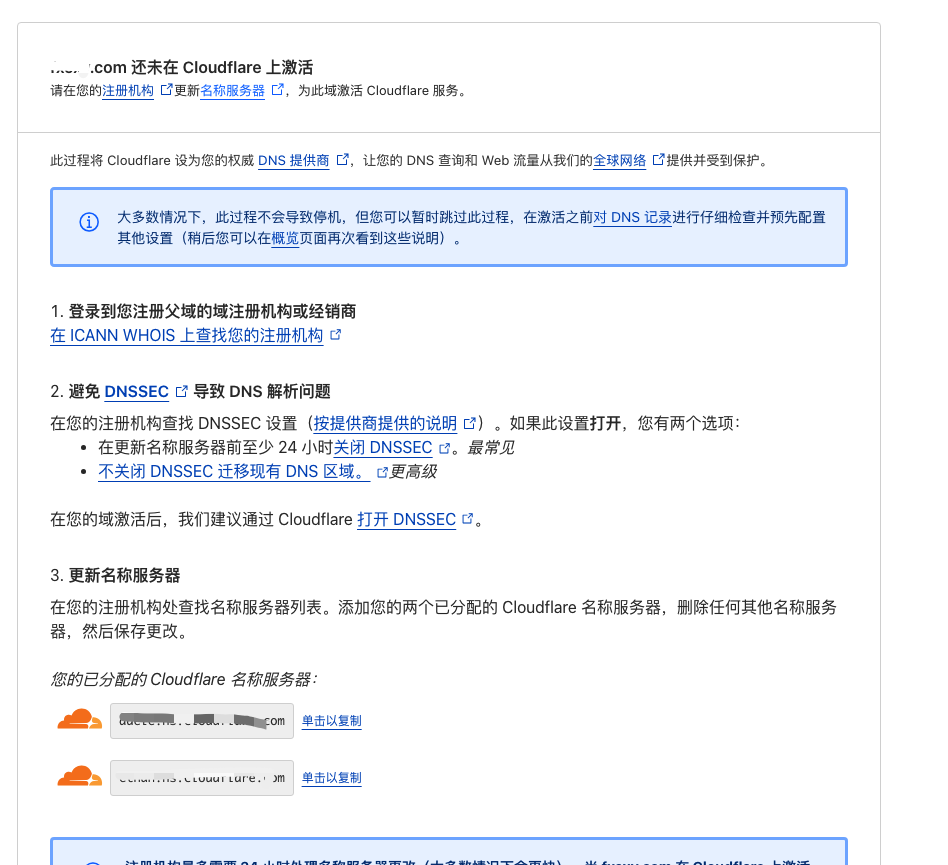 .com 还未在 Cloudflare 上激活
请在您的注册机构更新名称服务器，为此域激活 Cloudflare 服务。
此过程将 Cloudflare 设为您的权威 DNS 提供商，让您的 DNS 查询和 Web 流量从我们的全球网络提供并受到保护。
大多数情况下，此过程不会导致停机，但您可以暂时跳过此过程，在激活之前对 DNS 记录进行仔细检查并预先配置
其他设置（稍后您可以在概览页面再次看到这些说明）。
1. 登录到您注册父域的域注册机构或经销商
在 ICANN WHOIS 上查找您的注册机构
2. 避免 DNSSEC 导致 DNS 解析问题
在您的注册机构查找 DNSSEC 设置（按提供商提供的说明）。如果此设置打开，您有两个选项：
• 在更新名称服务器前至少 24 小时关闭 DNSSEC。最常见
• 不关闭 DNSSEC 迁移现有 DNS 区域。更高级
在您的域激活后，我们建议通过 Cloudflare 打开 DNSSEC。
3. 更新名称服务器
在您的注册机构处查找名称服务器列表。添加您的两个已分配的 Cloudflare 名称服务器，删除任何其他名称服务
器，然后保存更改。
您的已分配的 Cloudflare 名称服务器：
com 单击以复制
单击以复制